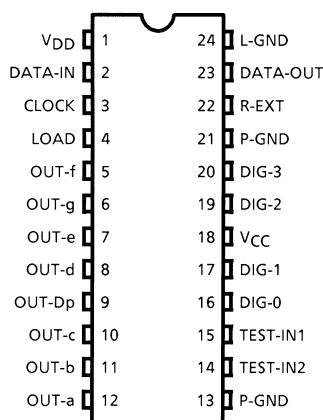 VDD 1 24 L-GND
DATA-IN 2 23 DATA-OUT
CLOCK 3 22 R-EXT
LOAD 4 21 P-GND
OUT-f 5 20 DIG-3
OUT-g 6 19 DIG-2
OUT-e 7 18 VCC
OUT-d 8 17 DIG-1
OUT-Dp 9 16 DIG-0
OUT-c 10 15 TEST-IN1
OUT-b 11 14 TEST-IN2
OUT-a 12 13 P-GND